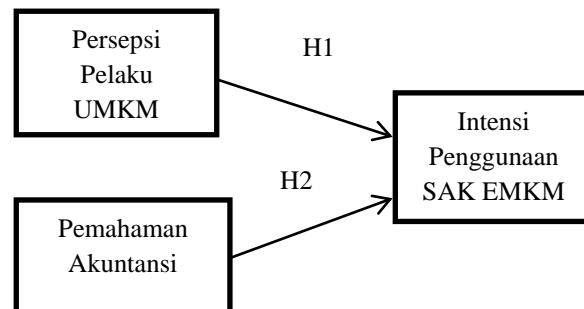 Persepsi
Pelaku
UMKM
H1
Intensi
Penggunaan
SAK EMKM
H2
Pemahaman
Akuntansi